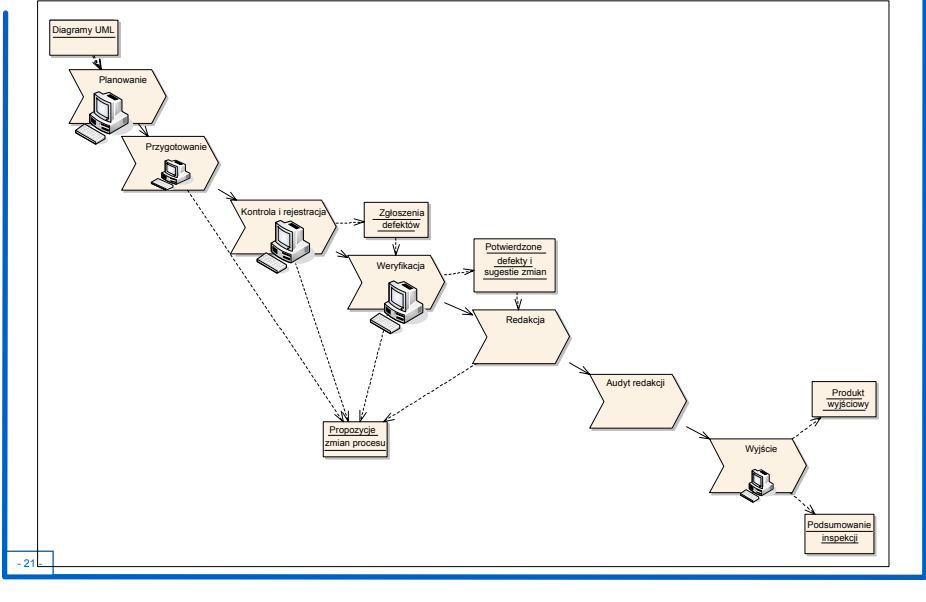 Diagramy UML
Planowanie
Przygotowanie
Kontrola i rejestracja
Zgłoszenia
defektów
Weryfikacja
Potwierdzone
defekty i
sugestie zmian
Redakcja
Audyt redakcji
Produkt
wyjściowy
Propozycje
zmian procesu
Wyjście
Podsumowanie
inspekcji
- 21 -